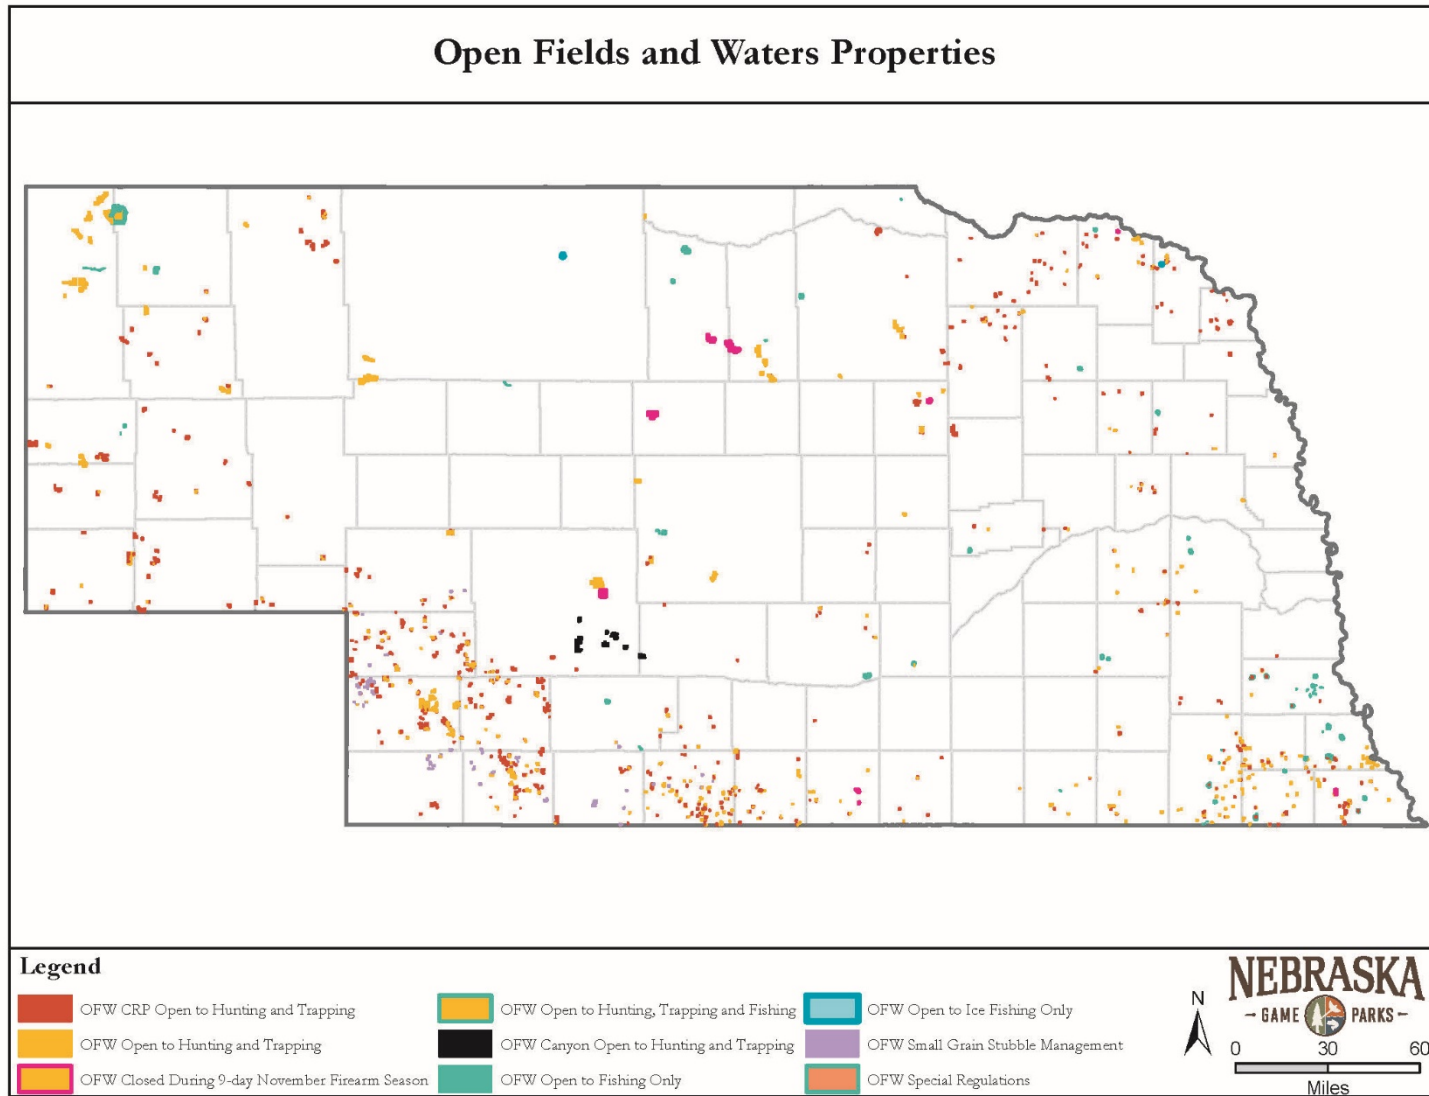 Open Fields and Waters Properties
Legend
OFW CRP Open to Hunting and Trapping
OFW Open to Hunting and Trapping
OFW Closed During 9-day November Firearm Season
OFW Open to Hunting, Trapping and Fishing
OFW Canyon Open to Hunting and Trapping
OFW Open to Fishing Only
OFW Open to Ice Fishing Only
OFW Small Grain Stubble Management
OFW Special Regulations
N
NEBRASKA
- GAME PARKS -
0 30 60
Miles